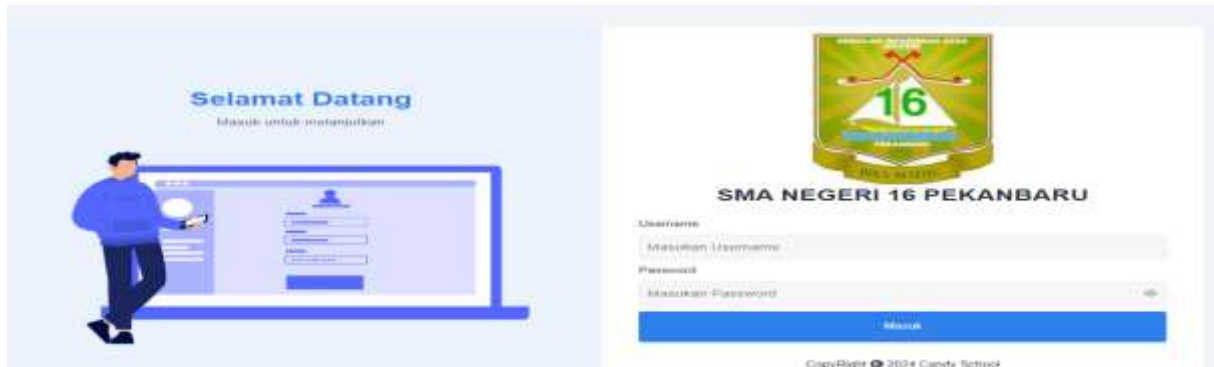 Selamat Datang
Masuk untuk melanjutkan
16
SMA NEGERI 16 PEKANBARU
Username
Masukan Username
Password
Masukan Password
Masuk
CopyRight 2024 Candy School